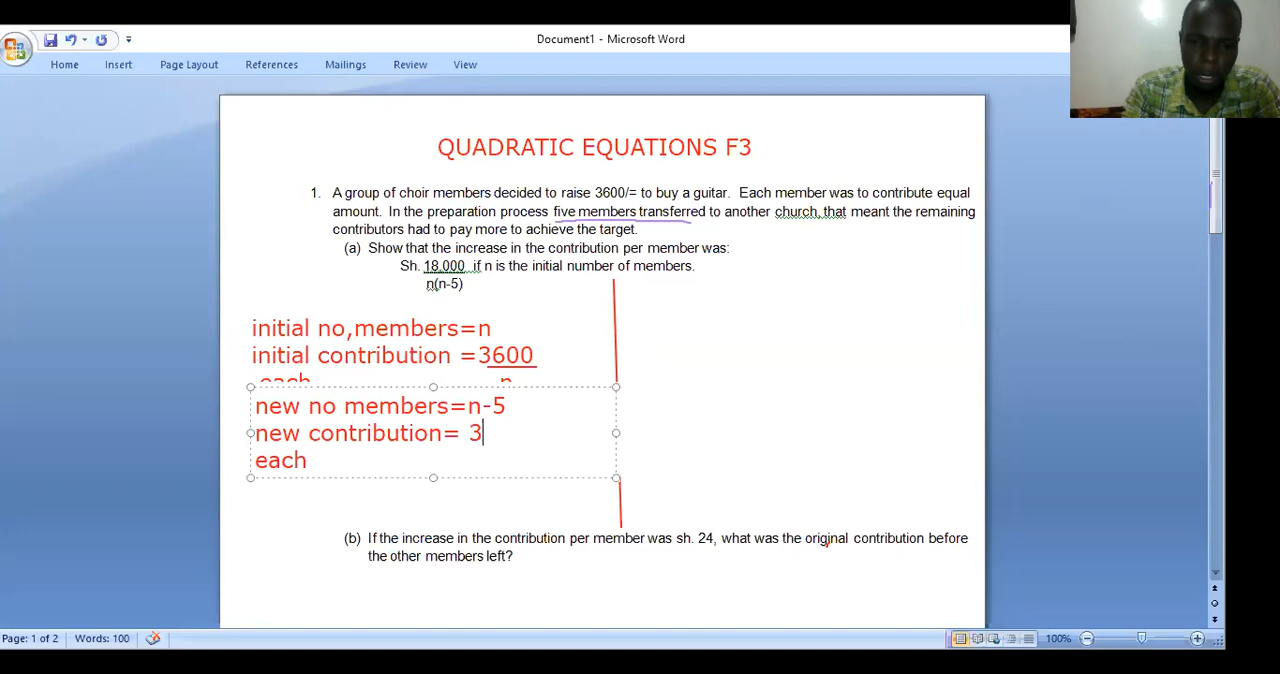 Document1 - Microsoft Word
Home Insert Page Layout References Mailings Review View
QUADRATIC EQUATIONS F3
1. A group of choir members decided to raise 3600/= to buy a guitar. Each member was to contribute equal
amount. In the preparation process five members transferred to another church, that meant the remaining
contributors had to pay more to achieve the target.
(a) Show that the increase in the contribution per member was:
Sh. 18,000 if n is the initial number of members.
n(n-5)
initial no,members=n
initial contribution =3600
each n
new no members=n-5
new contribution= 3
each
(b) If the increase in the contribution per member was sh. 24, what was the original contribution before
the other members left?
Page: 1 of 2 Words: 100 100%